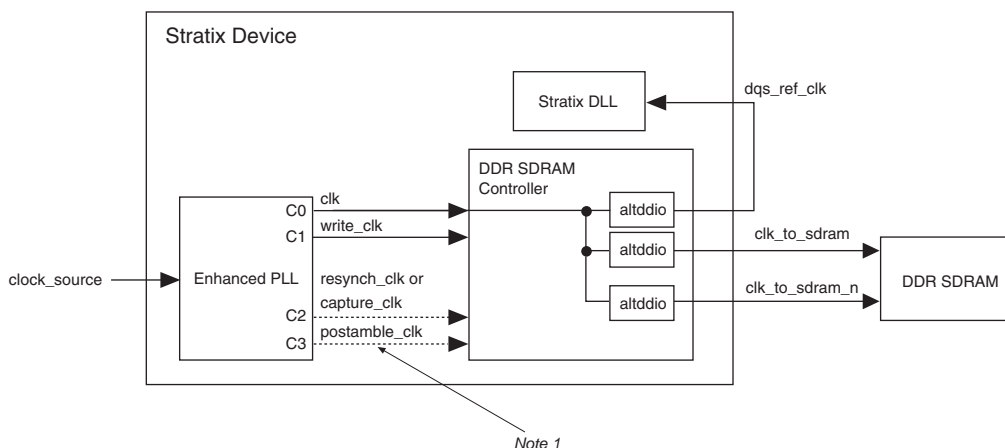 Stratix Device
dqs_ref_clk
Stratix DLL
DDR SDRAM
Controller
clk
C0
altddio
write_clk
C1
altddio
clk_to_sdram
clock_source
Enhanced PLL
resynch_clk or
clk_to_sdram_n
DDR SDRAM
altddio
capture_clk
C2
postamble_clk
C3
Note 1